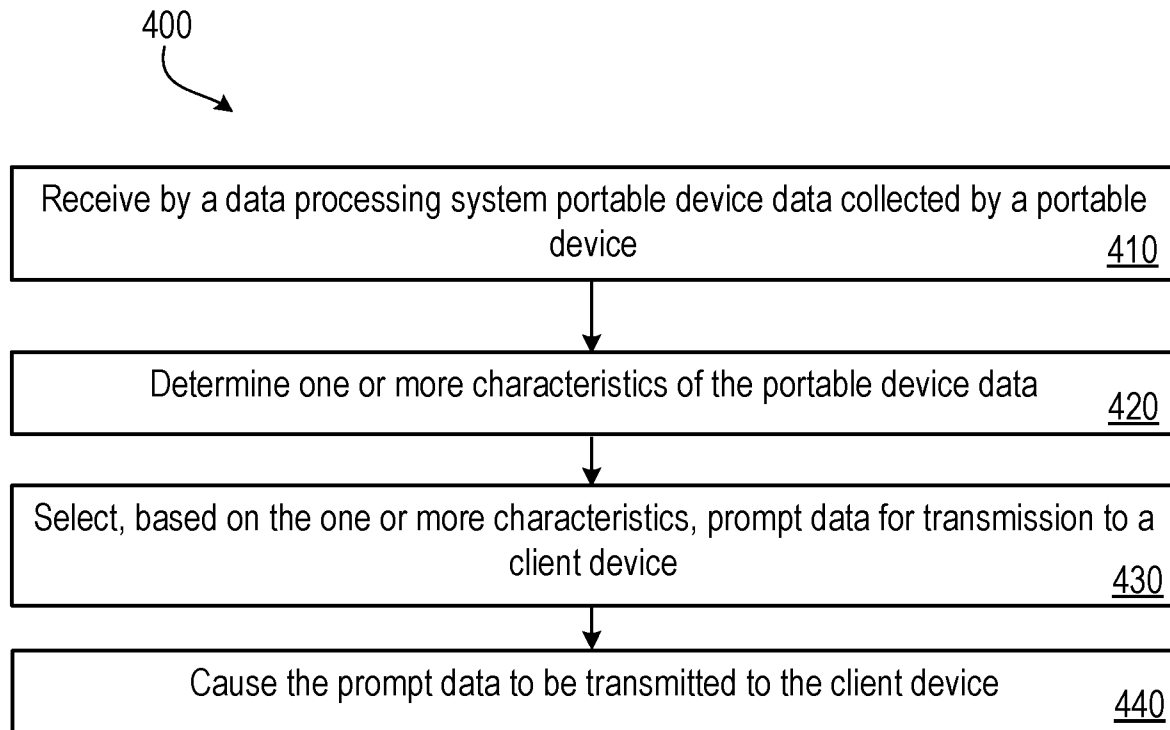 400
Receive by a data processing system portable device data collected by a portable
device
410
Determine one or more characteristics of the portable device data
420
Select, based on the one or more characteristics, prompt data for transmission to a
client device
430
Cause the prompt data to be transmitted to the client device
440